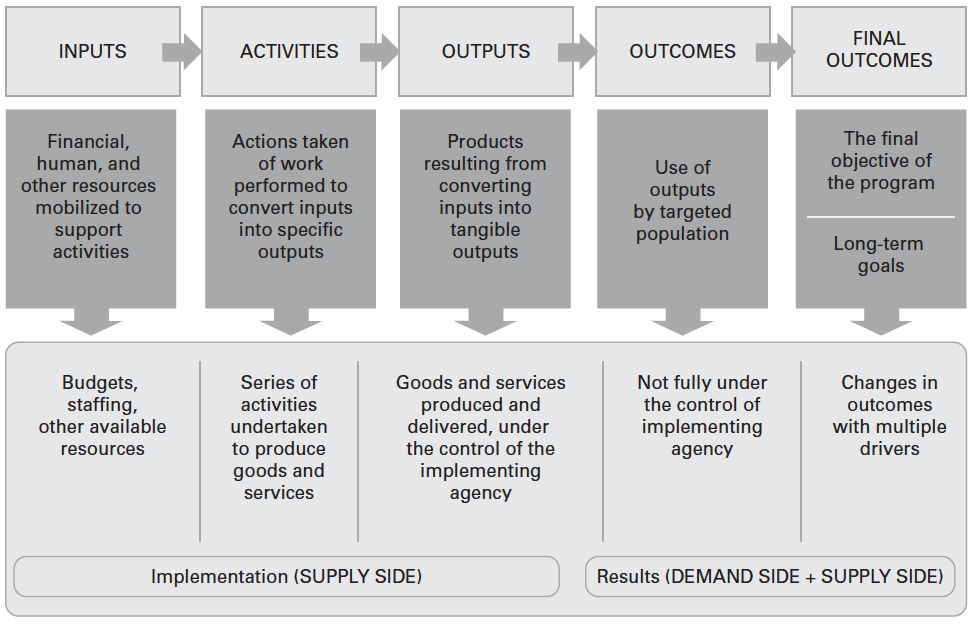 INPUTS
ACTIVITIES
OUTPUTS
OUTCOMES
FINAL
OUTCOMES
Financial,
human, and
other resources
mobilized to
support
activities
Actions taken
of work
performed to
convert inputs
into specific
outputs
Products
resulting from
converting
inputs into
tangible
outputs
Use of
outputs
by targeted
population
The final
objective of
the program
Long-term
goals
Budgets,
staffing,
other available
resources
Series of
activities
undertaken
to produce
goods and
services
Goods and services
produced and
delivered, under
the control of the
implementing
agency
Not fully under
the control of
implementing
agency
Changes in
outcomes
with multiple
drivers
Implementation (SUPPLY SIDE)
Results (DEMAND SIDE + SUPPLY SIDE)